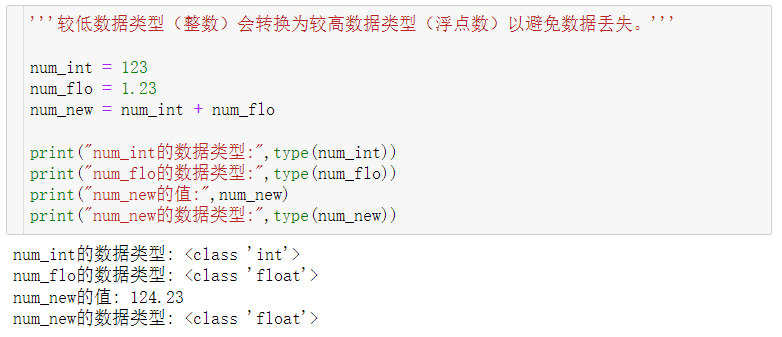 '''较低数据类型（整数）会转换为较高数据类型（浮点数）以避免数据丢失。'''
num_int = 123
num_flo = 1.23
num_new = num_int + num_flo
print("num_int的数据类型:",type(num_int))
print("num_flo的数据类型:",type(num_flo))
print("num_new的值:",num_new)
print("num_new的数据类型:",type(num_new))
num_int的数据类型: <class 'int'>
num_flo的数据类型: <class 'float'>
num_new的值: 124.23
num_new的数据类型: <class 'float'>